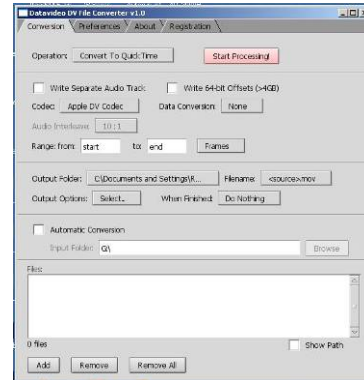 Datavideo DV File Converter v1.0
Conversion Preferences About Registration
Operation: Convert To QuickTime Start Processing!
Write Separate Audio Track Write 64-bit Offsets (>4GB)
Codec: Apple DV Codec Data Conversion: None
Audio Interleave: 10:1
Range: from: start to: end Frames
Output Folder: C:\Documents and Settings\R... Filename: <source>.mov
Output Options: Select... When Finished: Do Nothing
Automatic Conversion
Input Folder: G:\ Browse
Files:
0 files Show Path
Add Remove Remove All